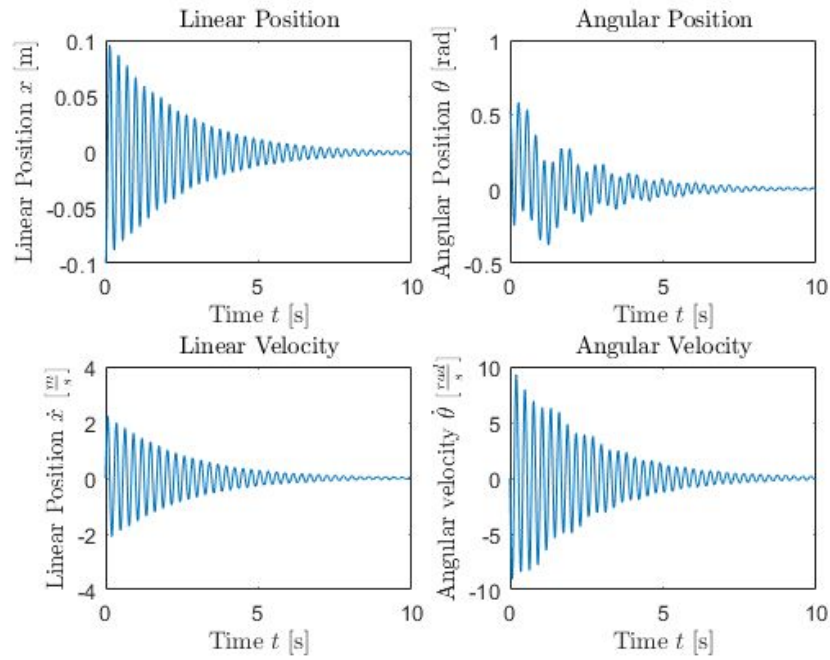 Linear Position
Linear Position x [m]
0.1
0.05
0
-0.05
-0.1
0
5
10
Time t [s]
Angular Position
Angular Position θ [rad]
1
0.5
0
-0.5
0
5
10
Time t [s]
Linear Velocity
Linear Position ẋ [m/s]
4
2
0
-2
-4
0
5
10
Time t [s]
Angular Velocity
Angular velocity θ̇ [rad/s]
10
5
0
-5
-10
0
5
10
Time t [s]